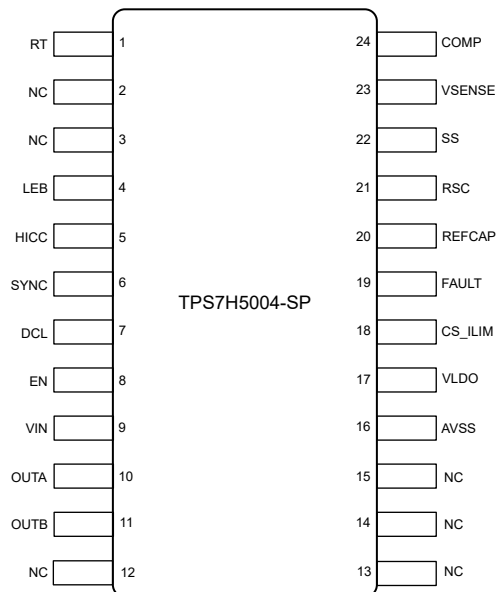 RT 1 24 COMP
NC 2 23 VSENSE
NC 3 22 SS
LEB 4 21 RSC
HICC 5 20 REFCAP
SYNC 6 19 FAULT
TPS7H5004-SP
DCL 7 18 CS_ILIM
EN 8 17 VLDO
VIN 9 16 AVSS
OUTA 10 15 NC
OUTB 11 14 NC
NC 12 13 NC